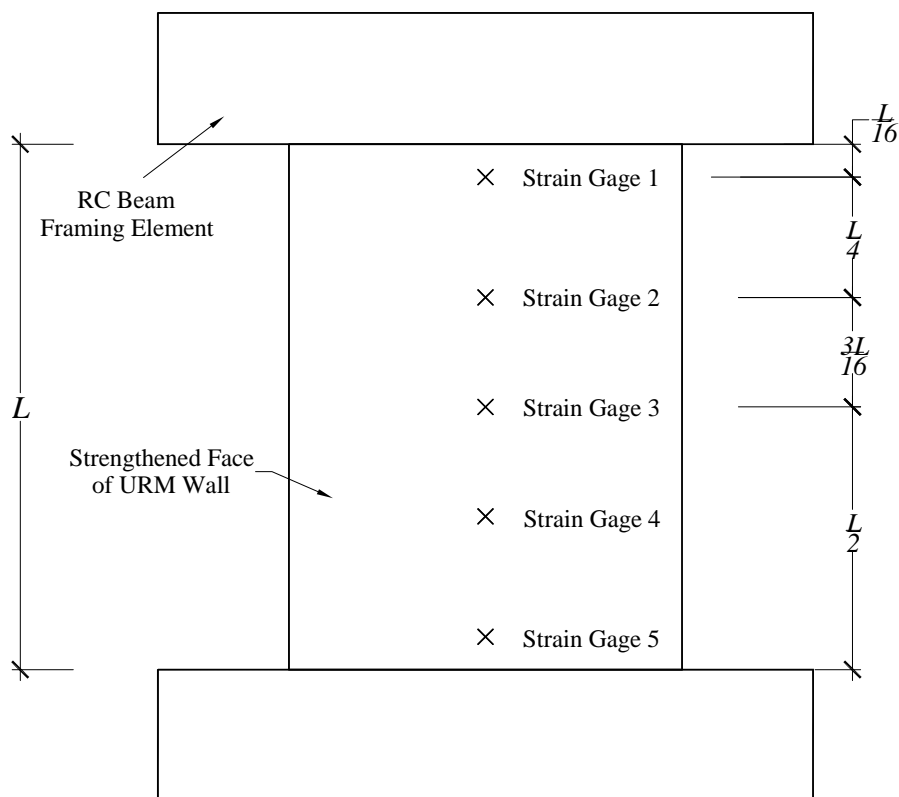 L
16
RC Beam
Framing Element
Strain Gage 1
L
4
Strain Gage 2
3L
16
Strain Gage 3
L
Strengthened Face
of URM Wall
Strain Gage 4
L
2
Strain Gage 5